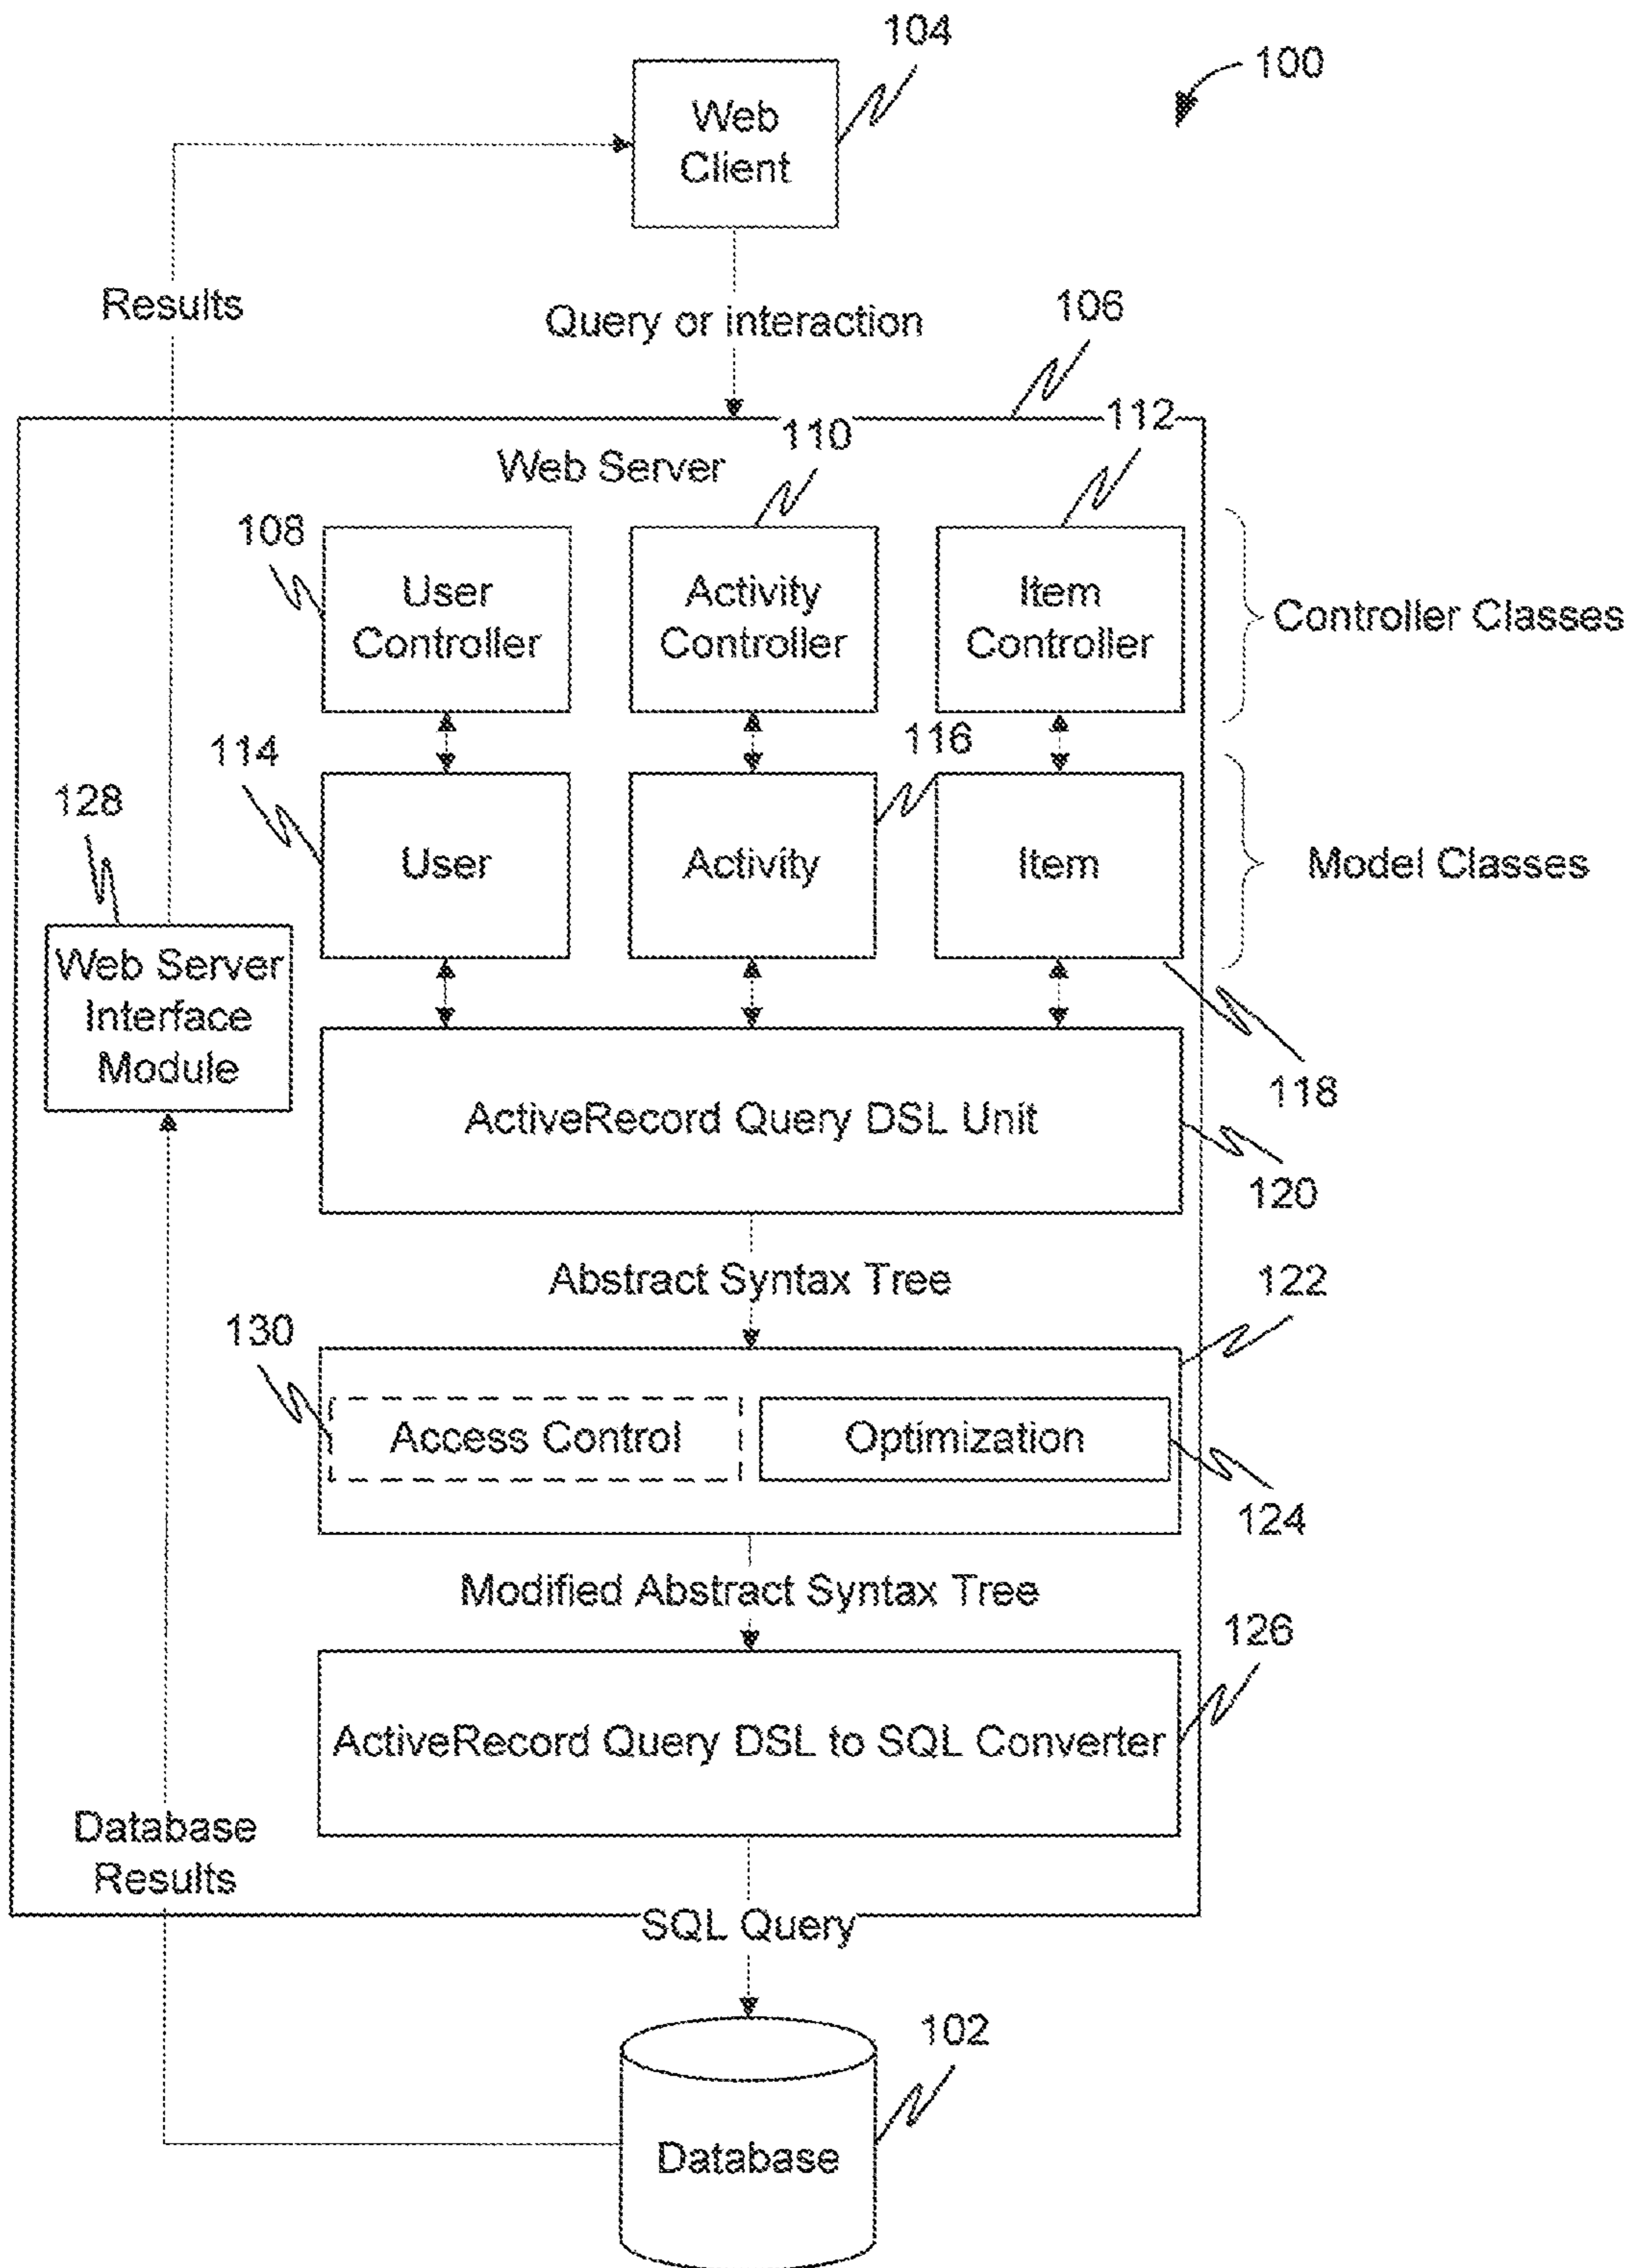 104
100
Web
Client
Results
Query or interaction
106
110
112
Web Server
108
User
Controller
Activity
Controller
Item
Controller
Controller Classes
114
116
128
User
Activity
Item
Model Classes
Web Server
Interface
Module
118
ActiveRecord Query DSL Unit
120
Abstract Syntax Tree
122
130
Access Control
Optimization
124
Modified Abstract Syntax Tree
126
ActiveRecord Query DSL to SQL Converter
Database
Results
SQL Query
102
Database